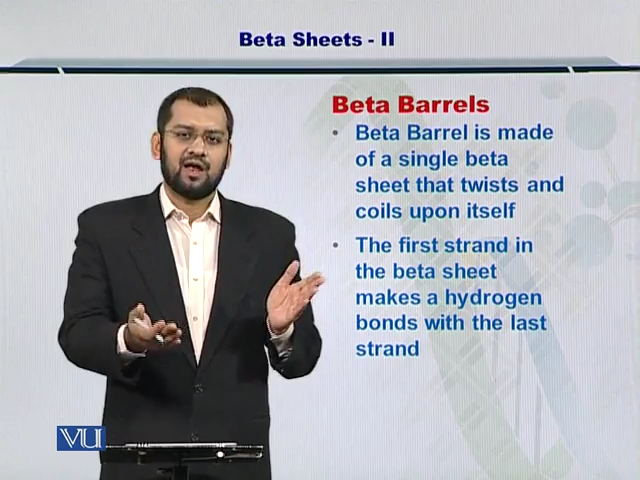 Beta Sheets - II
Beta Barrels
• Beta Barrel is made
of a single beta
sheet that twists and
coils upon itself
• The first strand in
the beta sheet
makes a hydrogen
bonds with the last
strand
VU